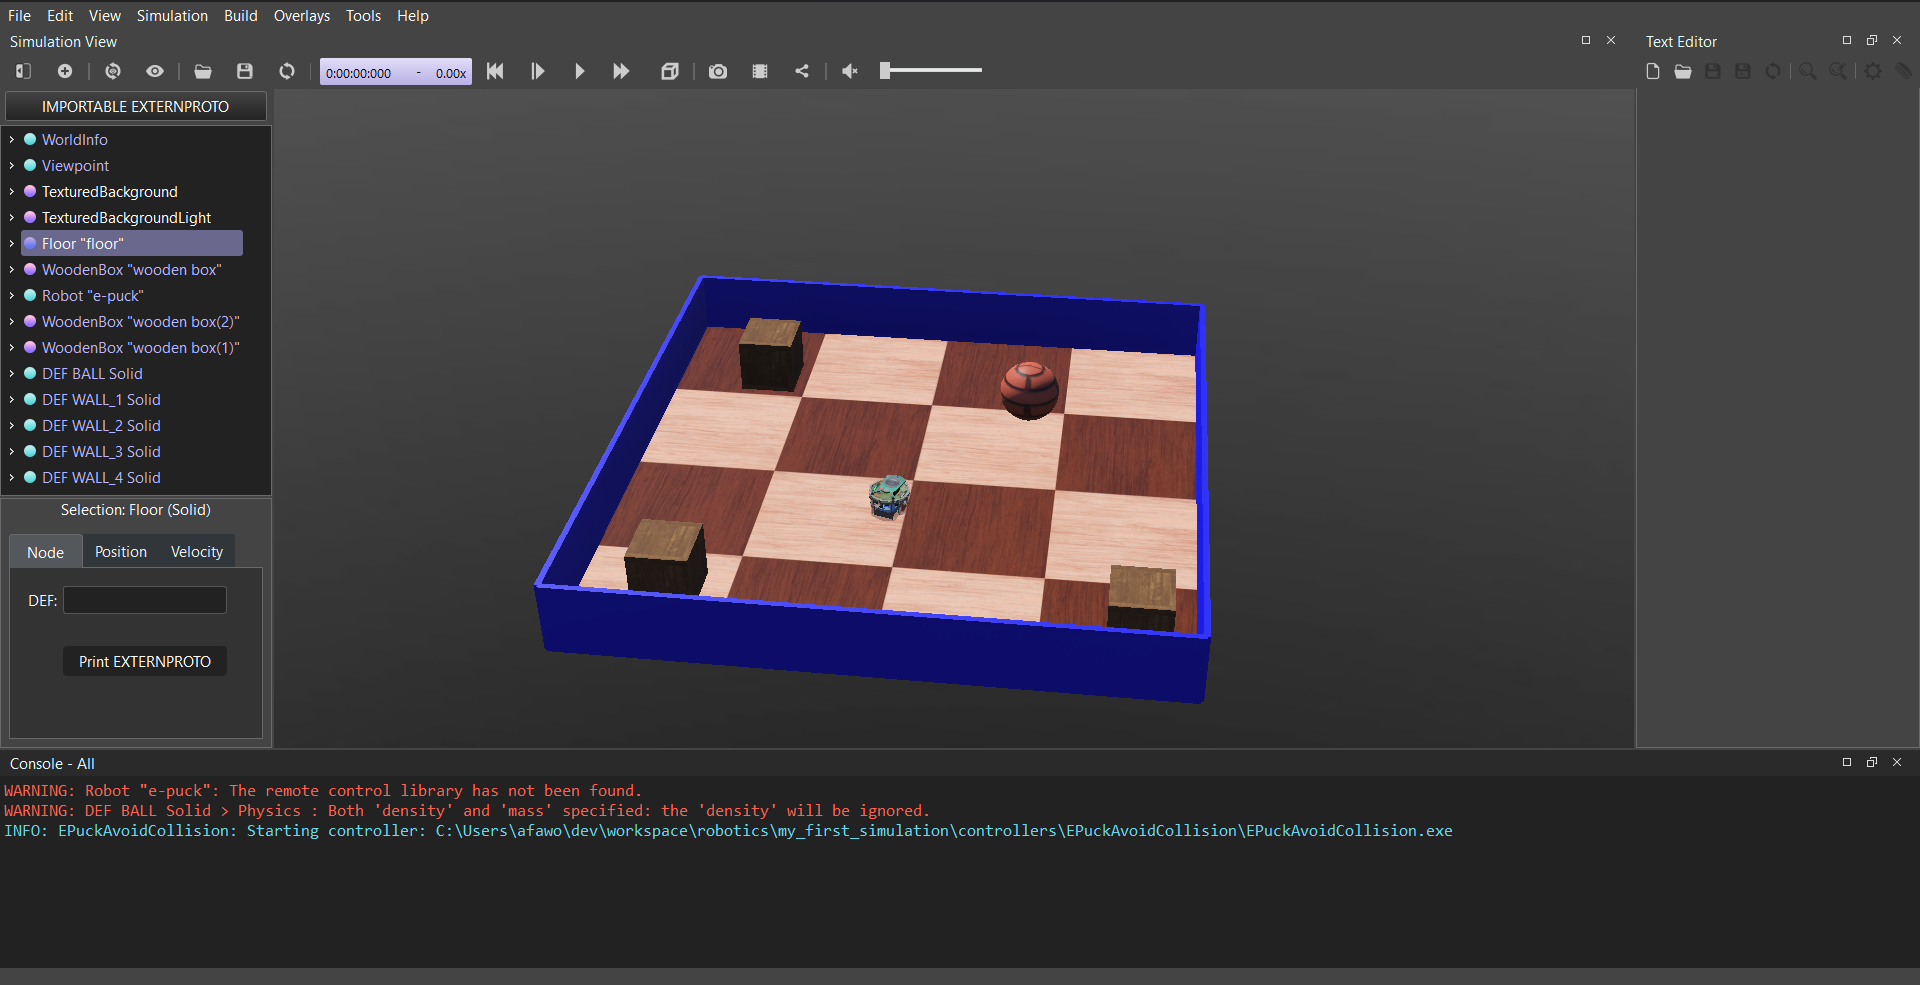 File Edit View Simulation Build Overlays Tools Help
Simulation View
0:00:00:000 - 0.00x
IMPORTABLE EXTERNPROTO
WorldInfo
Viewpoint
TexturedBackground
TexturedBackgroundLight
Floor "floor"
WoodenBox "wooden box"
Robot "e-puck"
WoodenBox "wooden box(2)"
WoodenBox "wooden box(1)"
DEF BALL Solid
DEF WALL_1 Solid
DEF WALL_2 Solid
DEF WALL_3 Solid
DEF WALL_4 Solid
Selection: Floor (Solid)
Node Position Velocity
DEF:
Print EXTERNPROTO
Text Editor
Console - All
WARNING: Robot "e-puck": The remote control library has not been found.
WARNING: DEF BALL Solid > Physics : Both 'density' and 'mass' specified: the 'density' will be ignored.
INFO: EPuckAvoidCollision: Starting controller: C:\Users\afawo\dev\workspace\robotics\my_first_simulation\controllers\EPuckAvoidCollision\EPuckAvoidCollision.exe